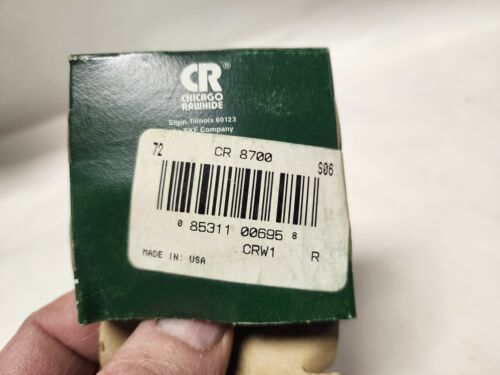 CR®
CHICAGO
RAWHIDE
Elgin, Illinois 60123
SKF Company
72 CR 8700 S06
0 85311 00695 8
CRW1 R
MADE IN: USA